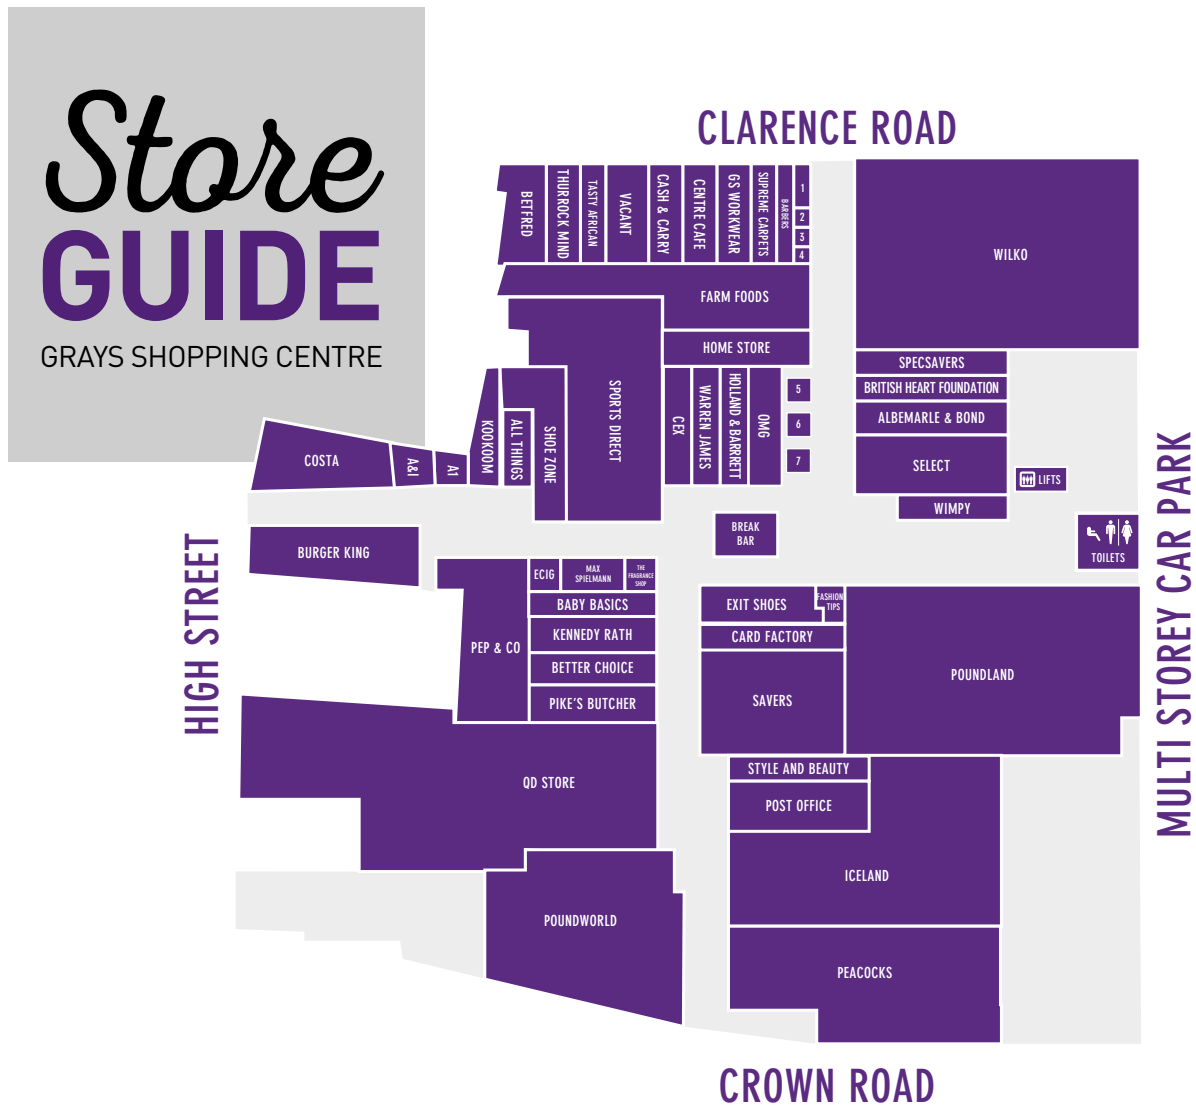 Store
GUIDE
GRAYS SHOPPING CENTRE
CLARENCE ROAD
BETFRED
THURROCK MIND
TASTY AFRICAN
VACANT
CASH & CARRY
CENTRE CAFE
GS WORKWEAR
SUPREME CARPETS
BARBERS
1
2
3
4
WILKO
FARM FOODS
HOME STORE
SPECSAVERS
BRITISH HEART FOUNDATION
ALBEMARLE & BOND
SELECT
WIMPY
LIFTS
TOILETS
SPORTS DIRECT
CEX
WARREN JAMES
HOLLAND & BARRRETT
OMG
5
6
7
KOOKOOM
ALL THINGS
SHOE ZONE
COSTA
A&I
A1
BREAK
BAR
BURGER KING
HIGH STREET
MULTI STOREY CAR PARK
ECIG
MAX
SPIELMANN
THE
FRAGRANCE
SHOP
BABY BASICS
KENNEDY RATH
BETTER CHOICE
PIKE'S BUTCHER
PEP & CO
EXIT SHOES
FASHION
TIPS
CARD FACTORY
SAVERS
POUNDLAND
QD STORE
STYLE AND BEAUTY
POST OFFICE
ICELAND
POUNDWORLD
PEACOCKS
CROWN ROAD